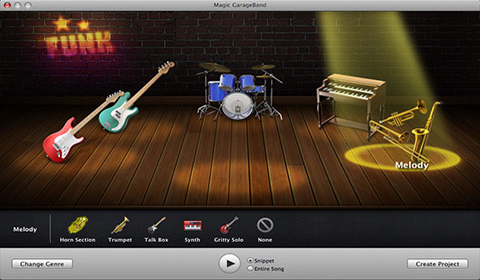 Magic GarageBand
FUNK
Melody
Melody
Horn Section
Trumpet
Talk Box
Synth
Gritty Solo
None
Change Genre
Snippet
Entire Song
Create Project